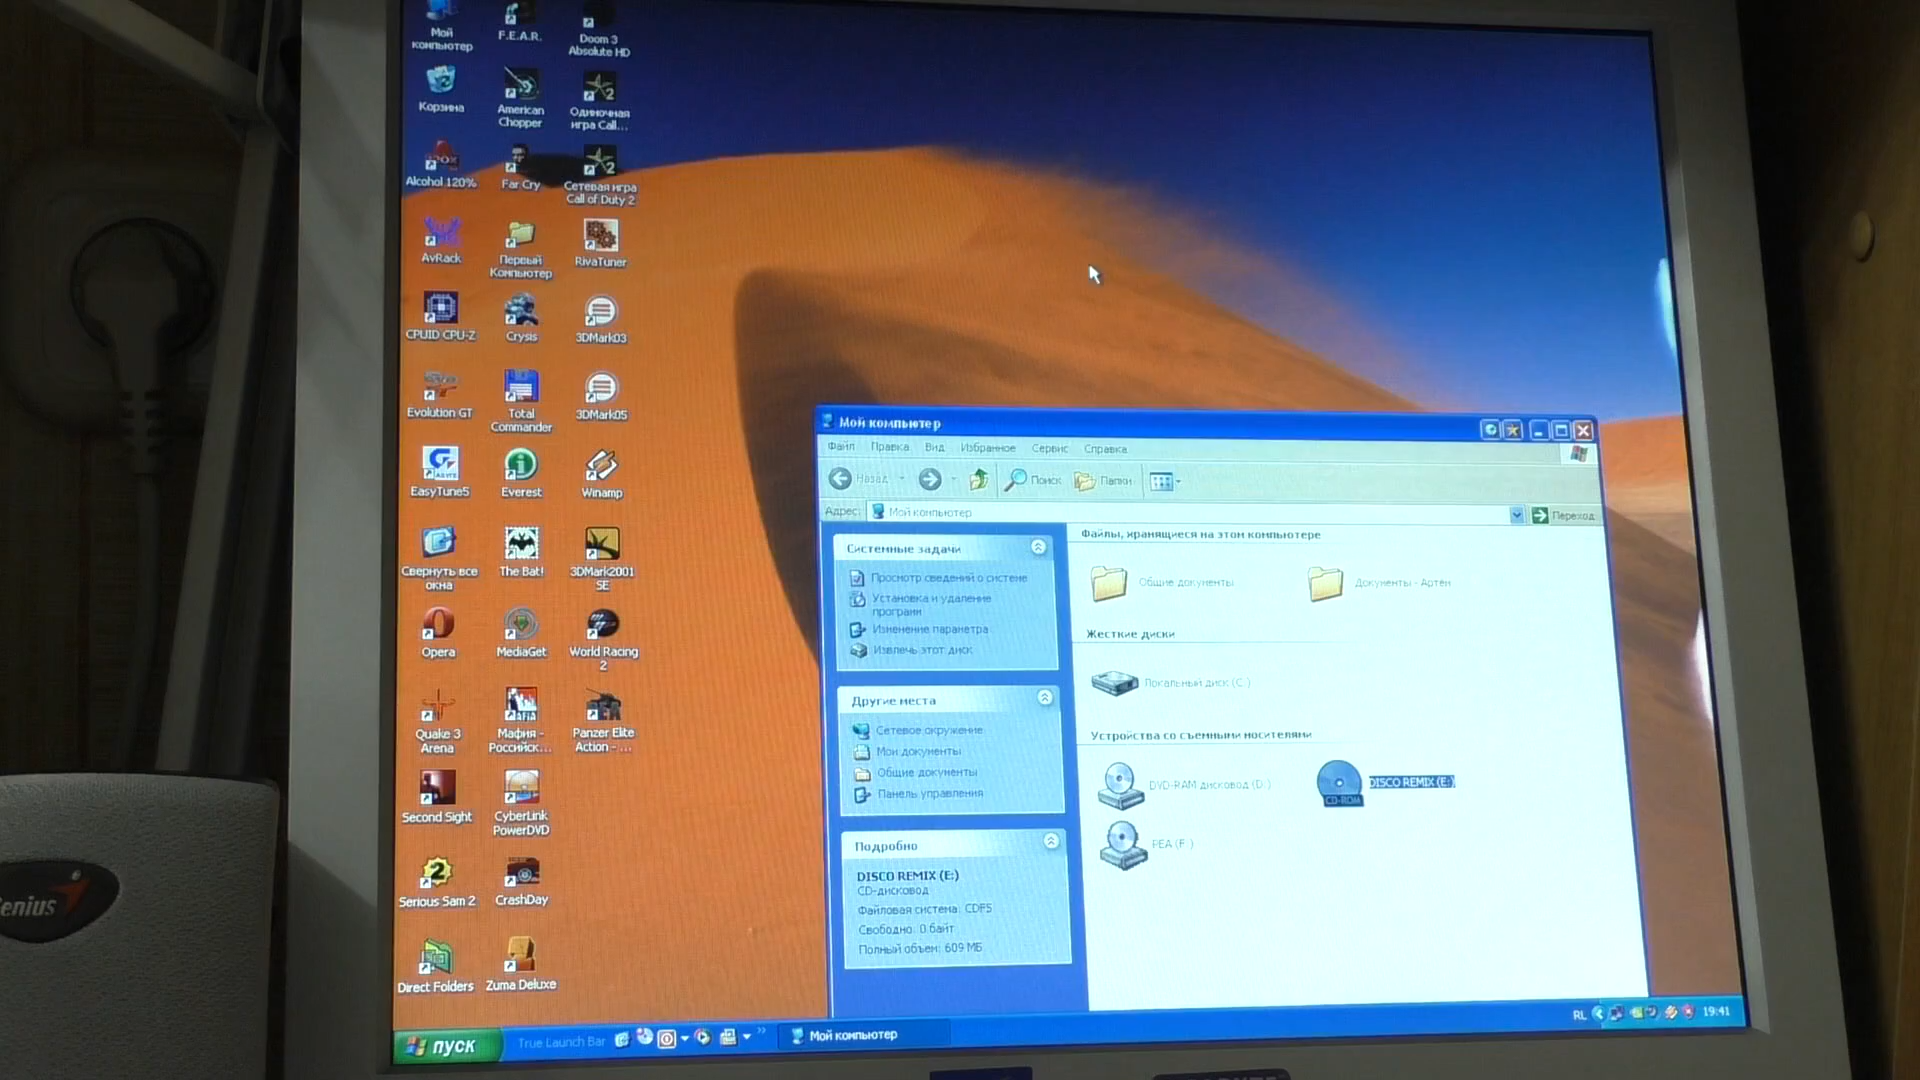 Мой
компьютер
F.E.A.R.
Doom 3
Absolute HD
Корзина
American
Chopper
Одиночная
игра Call...
Alcohol 120%
Far Cry
Сетевая игра
Call of Duty 2
AvRack
Первый
Компьютер
RivaTuner
CPUID CPU-Z
Crysis
3DMark03
Evolution GT
Total
Commander
3DMark05
EasyTune5
Everest
Winamp
Свернуть все
окна
The Bat!
3DMark2001
SE
Opera
MediaGet
World Racing
2
Quake 3
Arena
Мафия -
Российск...
Panzer Elite
Action - ...
Second Sight
CyberLink
PowerDVD
Serious Sam 2
CrashDay
Direct Folders
Zuma Deluxe
Мой компьютер
Файл Правка Вид Избранное Сервис Справка
Назад Поиск Папки
Адрес: Мой компьютер Переход
Системные задачи
Просмотр сведений о системе
Установка и удаление
программ
Изменение параметра
Извлечь этот диск
Другие места
Сетевое окружение
Мои документы
Общие документы
Панель управления
Подробно
DISCO REMIX (E:)
CD-дисковод
Файловая система: CDFS
Свободно: 0 байт
Полный объем: 609 МБ
Файлы, хранящиеся на этом компьютере
Общие документы
Документы - Артём
Жесткие диски
Локальный диск (C:)
Устройства со съемными носителями
DVD-RAM дисковод (D:)
CD-ROM
DISCO REMIX (E:)
PEA (F:)
пуск
True Launch Bar
Мой компьютер
RL
19:41
enius